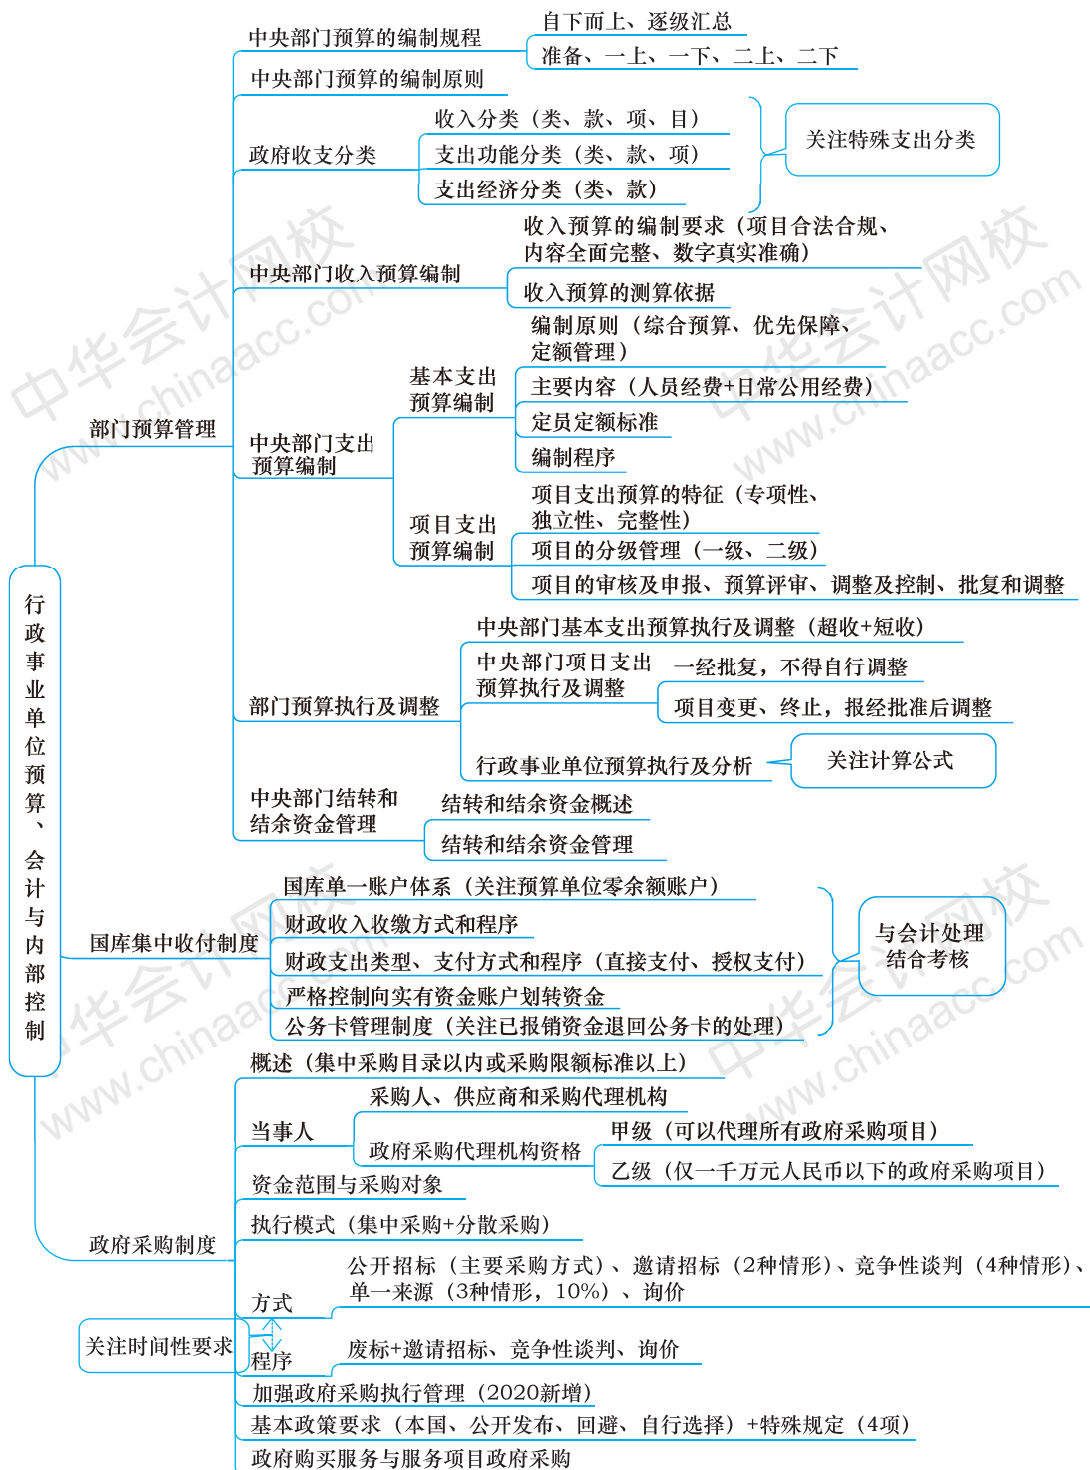 行政事业单位预算、会计与内部控制
部门预算管理
中央部门预算的编制规程
自下而上、逐级汇总
准备、一上、一下、二上、二下
中央部门预算的编制原则
政府收支分类
收入分类（类、款、项、目）
支出功能分类（类、款、项）
支出经济分类（类、款）
关注特殊支出分类
中央部门收入预算编制
收入预算的编制要求（项目合法合规、
内容全面完整、数字真实准确）
收入预算的测算依据
中央部门支出
预算编制
基本支出
预算编制
编制原则（综合预算、优先保障、
定额管理）
主要内容（人员经费+日常公用经费）
定员定额标准
编制程序
项目支出
预算编制
项目支出预算的特征（专项性、
独立性、完整性）
项目的分级管理（一级、二级）
项目的审核及申报、预算评审、调整及控制、批复和调整
部门预算执行及调整
中央部门基本支出预算执行及调整（超收+短收）
中央部门项日支出
预算执行及调整
一经批复，不得自行调整
项目变更、终止，报经批准后调整
行政事业单位预算执行及分析
关注计算公式
中央部门结转和
结余资金管理
结转和结余资金概述
结转和结余资金管理
国库集中收付制度
国库单一账户体系（关注预算单位零余额账户）
财政收入收缴方式和程序
财政支出类型、支付方式和程序（直接支付、授权支付）
严格控制向实有资金账户划转资金
公务卡管理制度（关注已报销资金退回公务卡的处理）
与会计处理
结合考核
政府采购制度
概述（集中采购目录以内或采购限额标准以上）
当事人
采购人、供应商和采购代理机构
政府采购代理机构资格
甲级（可以代理所有政府采购项目）
乙级（仅一千万元人民币以下的政府采购项目）
资金范围与采购对象
执行模式（集中采购+分散采购）
方式
公开招标（主要采购方式）、邀请招标（2种情形）、竞争性谈判（4种情形）、
单一来源（3种情形，10%）、询价
关注时间性要求
程序
废标+邀请招标、竞争性谈判、询价
加强政府采购执行管理（2020新增）
基本政策要求（本国、公开发布、回避、自行选择）+特殊规定（4项）
政府购买服务与服务项目政府采购
中华会计网校
www.chinaacc.com
中华会计网校
www.chinaacc.com
中华会计网校
www.chinaacc.com
中华会计网校
www.chinaacc.com